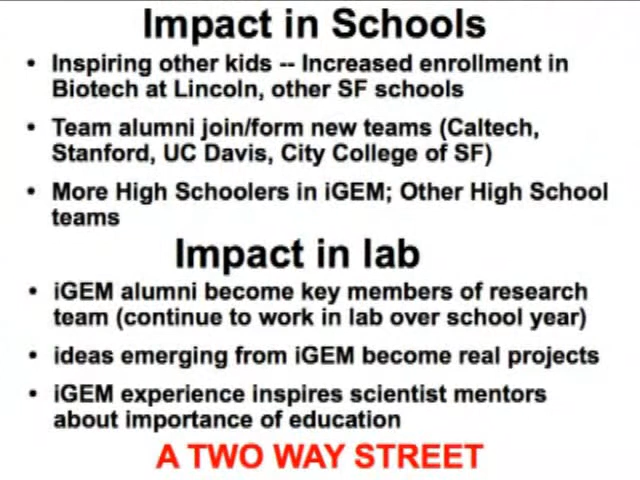 Impact in Schools
• Inspiring other kids -- Increased enrollment in
Biotech at Lincoln, other SF schools
• Team alumni join/form new teams (Caltech,
Stanford, UC Davis, City College of SF)
• More High Schoolers in iGEM; Other High School
teams
Impact in lab
• iGEM alumni become key members of research
team (continue to work in lab over school year)
• ideas emerging from iGEM become real projects
• iGEM experience inspires scientist mentors
about importance of education
A TWO WAY STREET